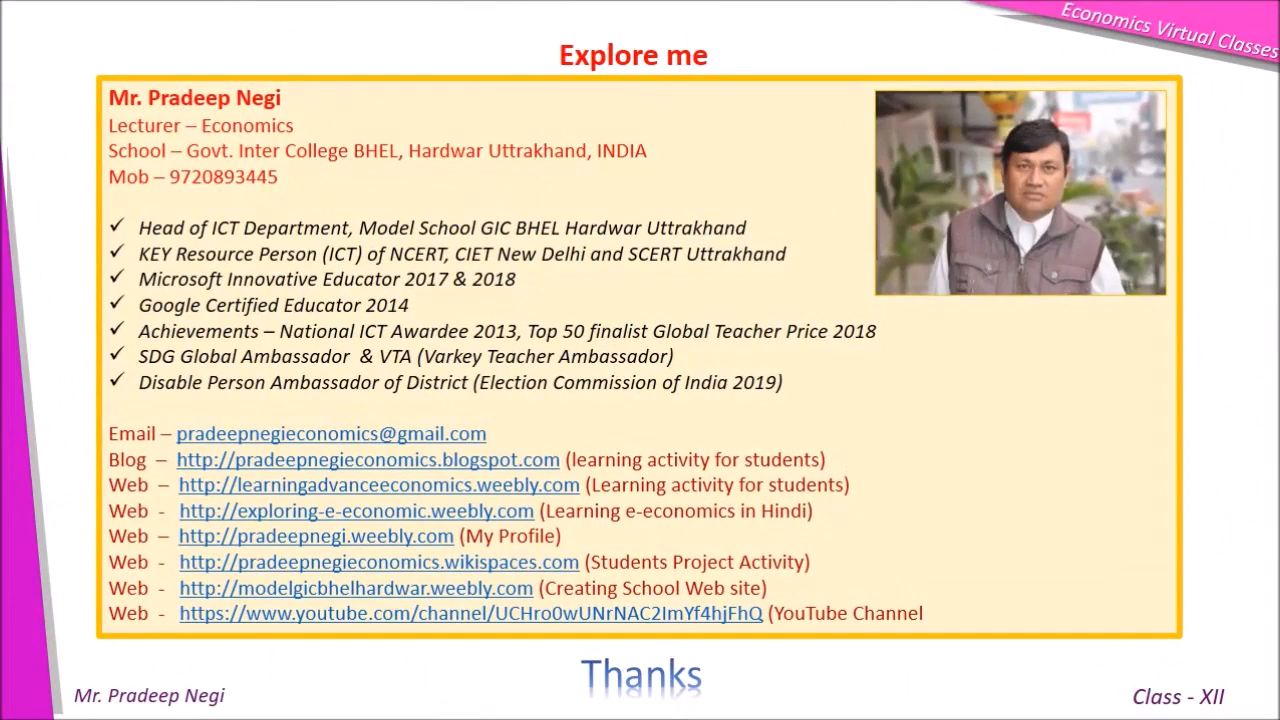 Economics Virtual Classes
Explore me
Mr. Pradeep Negi
Lecturer – Economics
School – Govt. Inter College BHEL, Hardwar Uttrakhand, INDIA
Mob – 9720893445
✓ Head of ICT Department, Model School GIC BHEL Hardwar Uttrakhand
✓ KEY Resource Person (ICT) of NCERT, CIET New Delhi and SCERT Uttrakhand
✓ Microsoft Innovative Educator 2017 & 2018
✓ Google Certified Educator 2014
✓ Achievements – National ICT Awardee 2013, Top 50 finalist Global Teacher Price 2018
✓ SDG Global Ambassador & VTA (Varkey Teacher Ambassador)
✓ Disable Person Ambassador of District (Election Commission of India 2019)
Email – pradeepnegieconomics@gmail.com
Blog – http://pradeepnegieconomics.blogspot.com (learning activity for students)
Web – http://learningadvanceeconomics.weebly.com (Learning activity for students)
Web - http://exploring-e-economic.weebly.com (Learning e-economics in Hindi)
Web – http://pradeepnegi.weebly.com (My Profile)
Web - http://pradeepnegieconomics.wikispaces.com (Students Project Activity)
Web - http://modelgicbhelhardwar.weebly.com (Creating School Web site)
Web - https://www.youtube.com/channel/UCHro0wUNrNAC2ImYf4hjFhQ (YouTube Channel
Thanks
Mr. Pradeep Negi
Class - XII